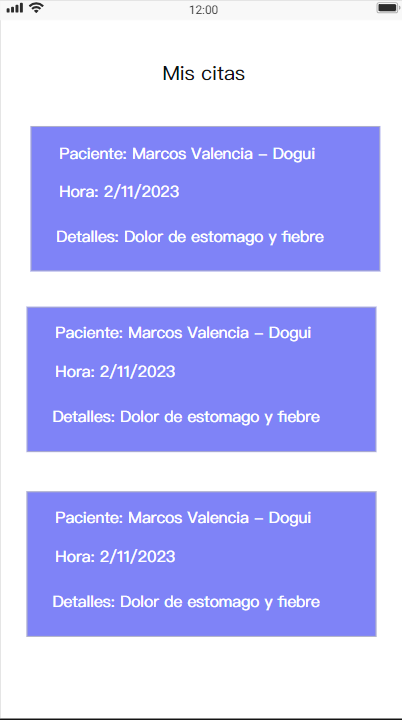 12:00
Mis citas
Paciente: Marcos Valencia - Dogui
Hora: 2/11/2023
Detalles: Dolor de estomago y fiebre
Paciente: Marcos Valencia - Dogui
Hora: 2/11/2023
Detalles: Dolor de estomago y fiebre
Paciente: Marcos Valencia - Dogui
Hora: 2/11/2023
Detalles: Dolor de estomago y fiebre